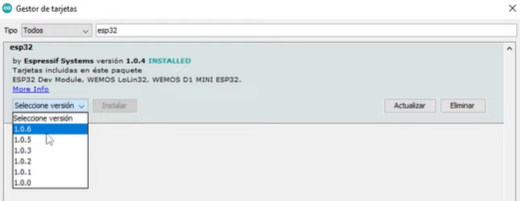 Gestor de tarjetas
Tipo Todos esp32
esp32
by Espressif Systems versión 1.0.4 INSTALLED
Tarjetas incluidas en éste paquete
ESP32 Dev Module, WEMOS LoLin32, WEMOS D1 MINI ESP32.
More Info
Seleccione versión Instalar Actualizar Eliminar
Seleccione versión
1.0.6
1.0.5
1.0.3
1.0.2
1.0.1
1.0.0